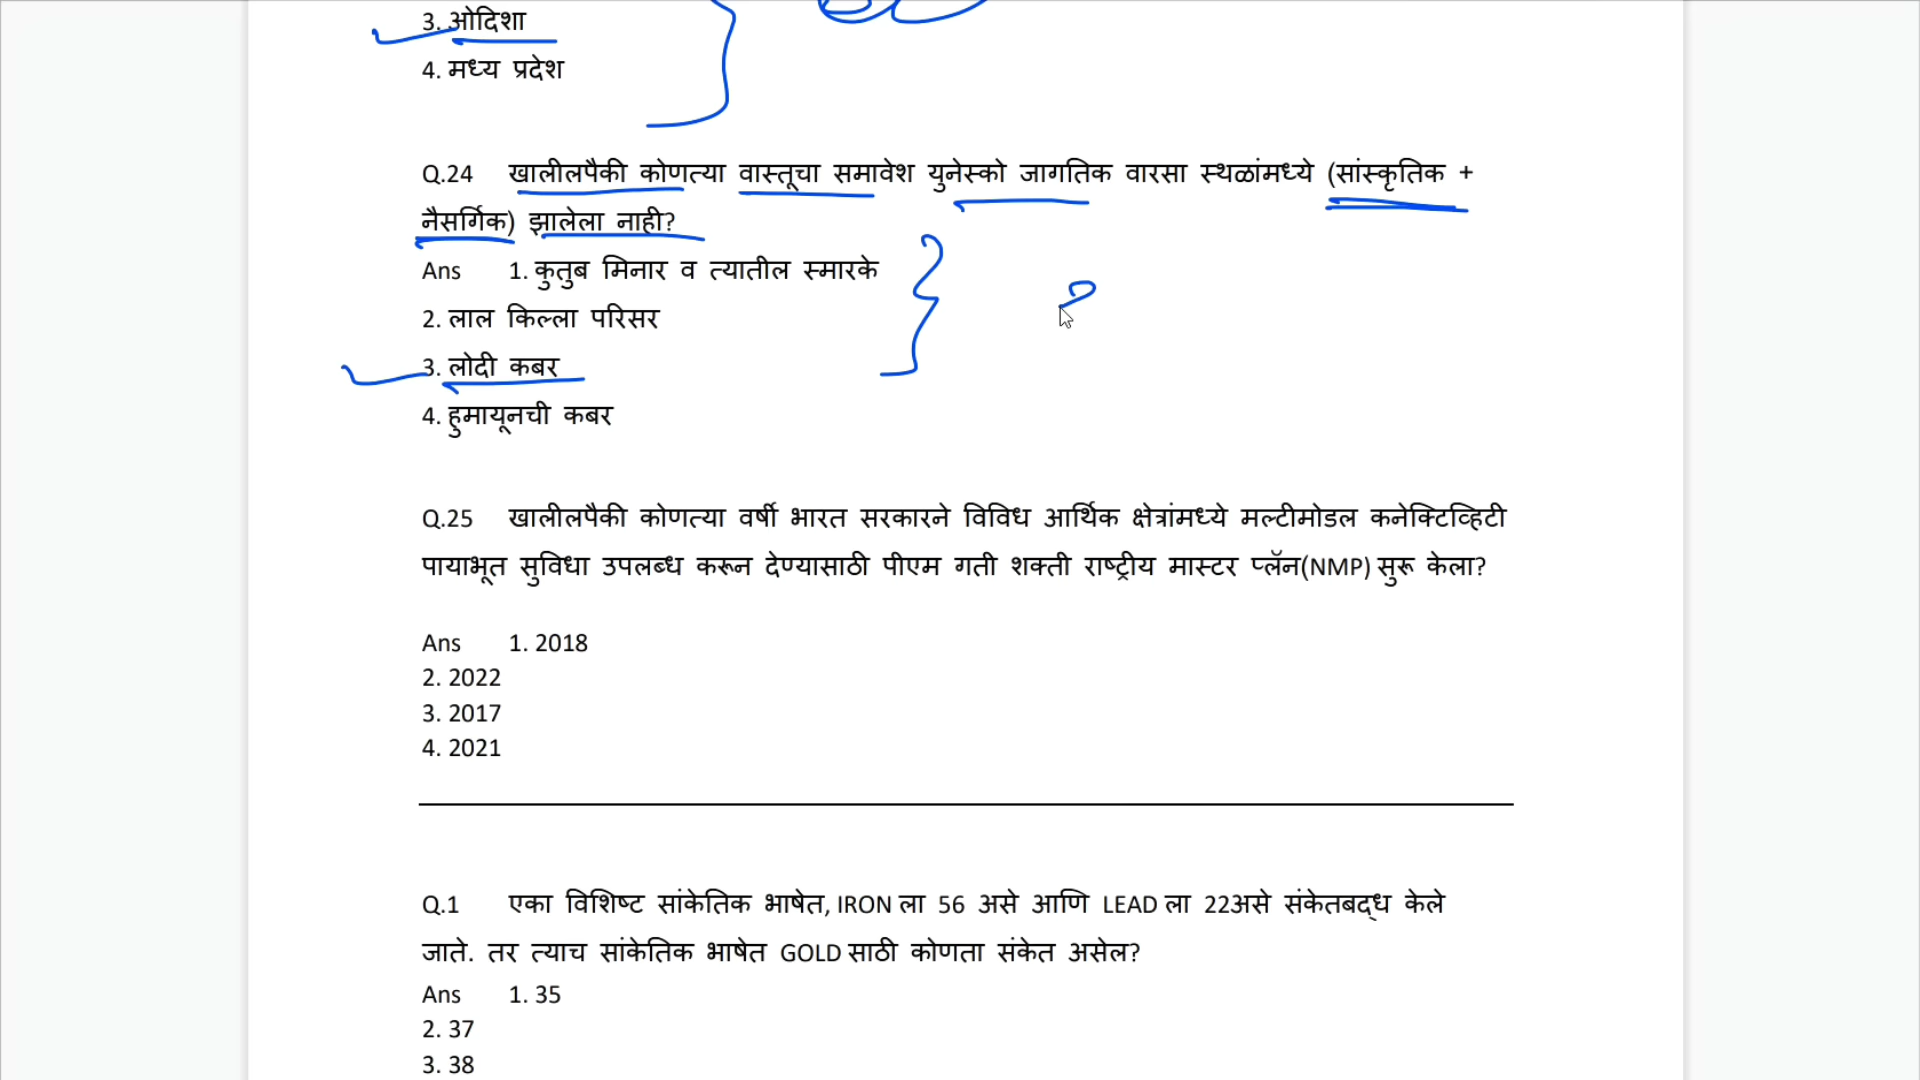 3. ओदिशा
4. मध्य प्रदेश
Q.24 खालीलपैकी कोणत्या वास्तूचा समावेश युनेस्को जागतिक वारसा स्थळांमध्ये (सांस्कृतिक +
नैसर्गिक) झालेला नाही?
Ans 1. कुतुब मिनार व त्यातील स्मारके
2. लाल किल्ला परिसर
3. लोदी कबर
4. हुमायूनची कबर
Q.25 खालीलपैकी कोणत्या वर्षी भारत सरकारने विविध आर्थिक क्षेत्रांमध्ये मल्टीमोडल कनेक्टिव्हिटी
पायाभूत सुविधा उपलब्ध करून देण्यासाठी पीएम गती शक्ती राष्ट्रीय मास्टर प्लॅन(NMP) सुरू केला?
Ans 1. 2018
2. 2022
3. 2017
4. 2021
Q.1 एका विशिष्ट सांकेतिक भाषेत, IRON ला 56 असे आणि LEAD ला 22असे संकेतबद्ध केले
जाते. तर त्याच सांकेतिक भाषेत GOLD साठी कोणता संकेत असेल?
Ans 1. 35
2. 37
3. 38